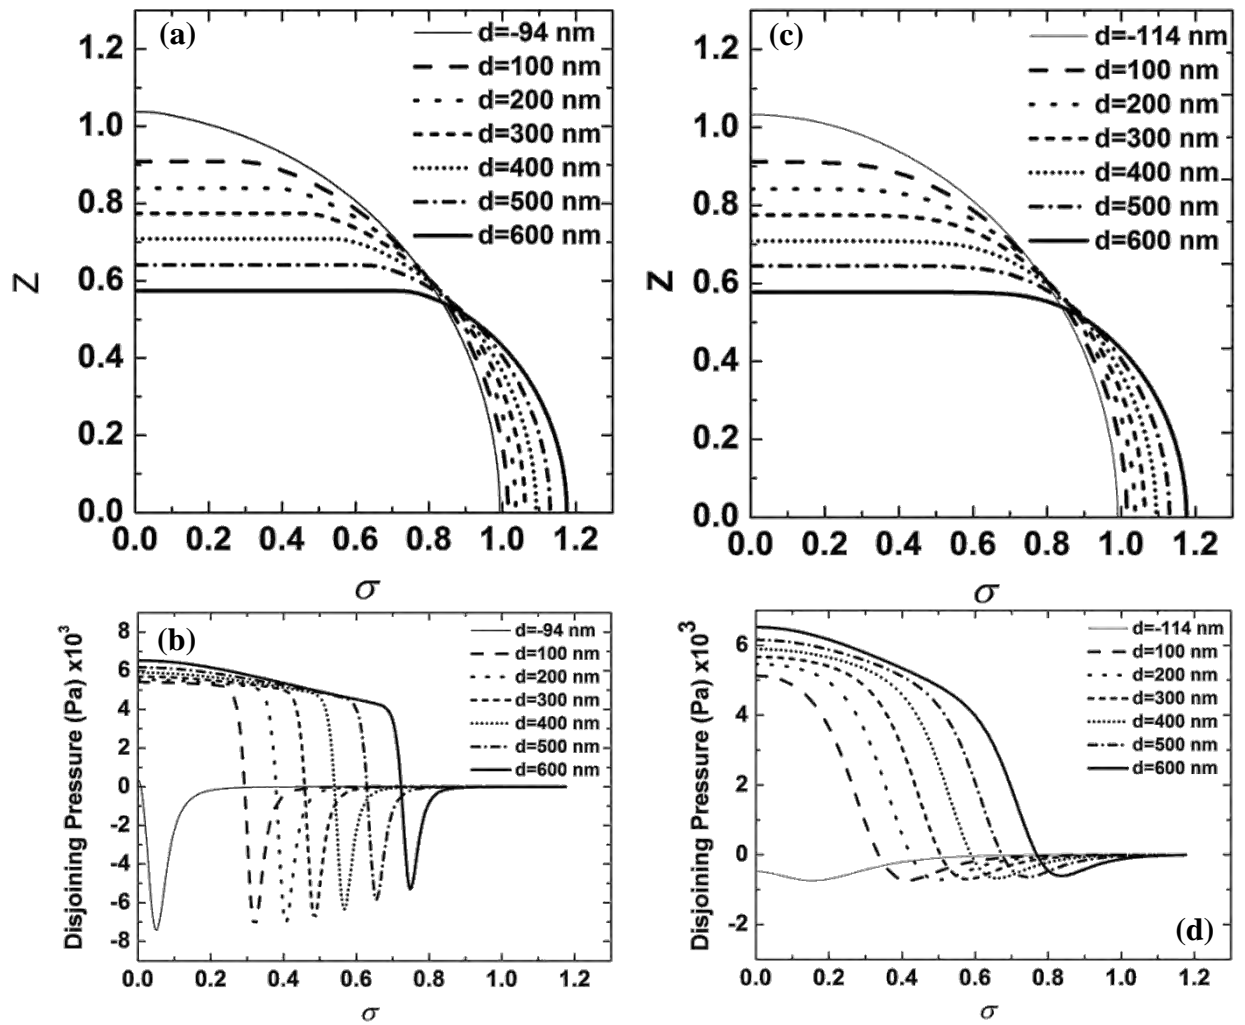 (a)
d=-94 nm
d=100 nm
d=200 nm
d=300 nm
d=400 nm
d=500 nm
d=600 nm
1.2
1.0
0.8
0.6
0.4
0.2
0.0
Z
0.0 0.2 0.4 0.6 0.8 1.0 1.2
σ
(c)
d=-114 nm
d=100 nm
d=200 nm
d=300 nm
d=400 nm
d=500 nm
d=600 nm
1.2
1.0
0.8
0.6
0.4
0.2
0.0
Z
0.0 0.2 0.4 0.6 0.8 1.0 1.2
σ
(b)
d=-94 nm
d=100 nm
d=200 nm
d=300 nm
d=400 nm
d=500 nm
d=600 nm
8
6
4
2
0
-2
-4
-6
-8
Disjoining Pressure (Pa) x10³
0.0 0.2 0.4 0.6 0.8 1.0 1.2
σ
d=-114 nm
d=100 nm
d=200 nm
d=300 nm
d=400 nm
d=500 nm
d=600 nm
6
4
2
0
-2
(d)
Disjoining Pressure (Pa) x10³
0.0 0.2 0.4 0.6 0.8 1.0 1.2
σ